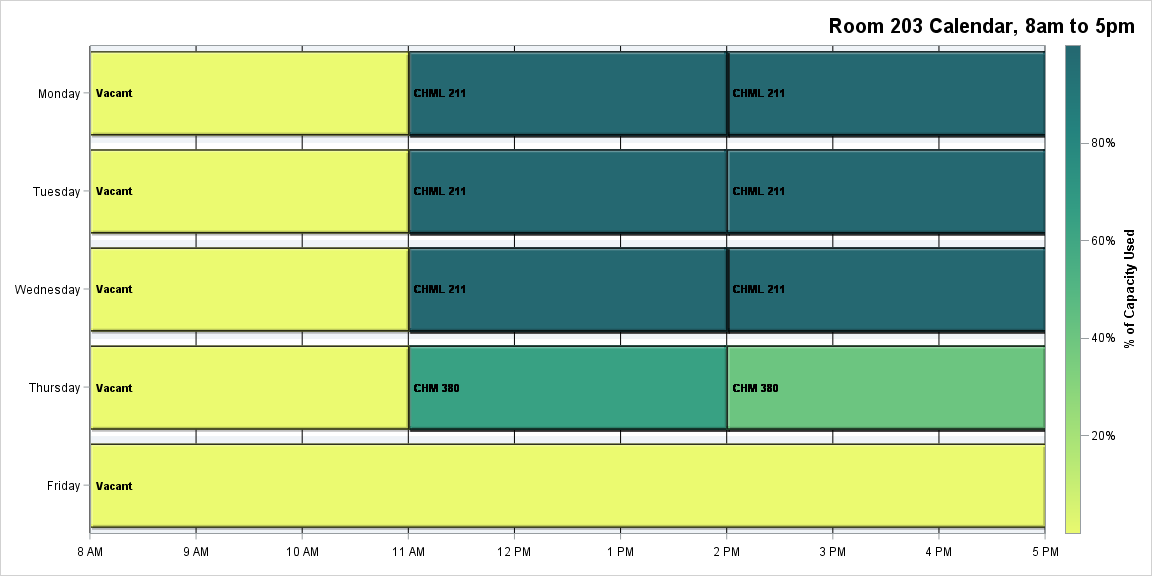 Room 203 Calendar, 8am to 5pm
Monday
Vacant
CHML 211
CHML 211
Tuesday
Vacant
CHML 211
CHML 211
Wednesday
Vacant
CHML 211
CHML 211
Thursday
Vacant
CHM 380
CHM 380
Friday
Vacant
8 AM 9 AM 10 AM 11 AM 12 PM 1 PM 2 PM 3 PM 4 PM 5 PM
80%
60%
40%
20%
% of Capacity Used